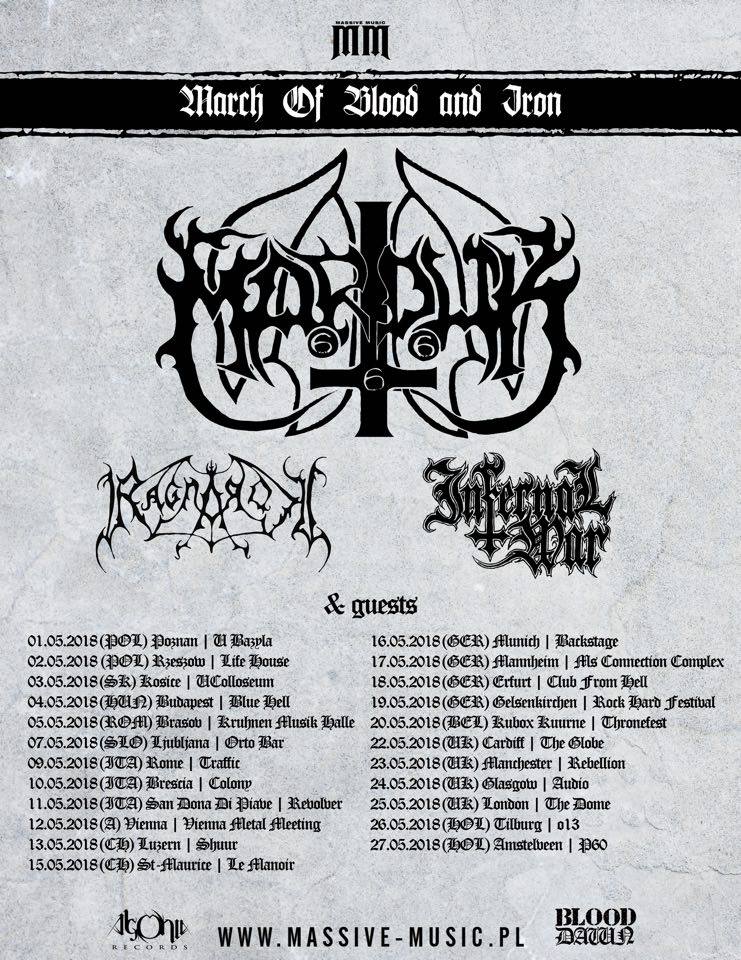 MASSIVE MUSIC
MM
March Of Blood and Iron
MARDUK
6 6
6
RAGNAROK
Infernal
War
& guests
01.05.2018 (POL) Poznan | U Bazyla
02.05.2018 (POL) Rzeszow | Life House
03.05.2018 (SK) Kosice | UColloseum
04.05.2018 (HUN) Budapest | Blue Hell
05.05.2018 (ROM) Brasov | Kruhnen Musik Halle
07.05.2018 (SLO) Ljubljana | Orto Bar
09.05.2018 (ITA) Rome | Traffic
10.05.2018 (ITA) Brescia | Colony
11.05.2018 (ITA) San Dona Di Piave | Revolver
12.05.2018 (A) Vienna | Vienna Metal Meeting
13.05.2018 (CH) Luzern | Shuur
15.05.2018 (CH) St-Maurice | Le Manoir
16.05.2018 (GER) Munich | Backstage
17.05.2018 (GER) Mannheim | Ms Connection Complex
18.05.2018 (GER) Erfurt | Club From Hell
19.05.2018 (GER) Gelsenkirchen | Rock Hard Festival
20.05.2018 (BEL) Kubox Kuurne | Thronefest
22.05.2018 (UK) Cardiff | The Globe
23.05.2018 (UK) Manchester | Rebellion
24.05.2018 (UK) Glasgow | Audio
25.05.2018 (UK) London | The Dome
26.05.2018 (HOL) Tilburg | o13
27.05.2018 (HOL) Amstelveen | P60
AGONIA
RECORDS
WWW.MASSIVE-MUSIC.PL
BLOOD
DAWN